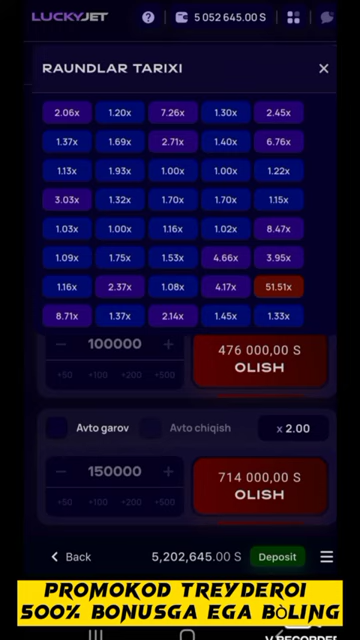 LUCKYJET ? 5 052 645.00 S
RAUNDLAR TARIXI ×
2.06x 1.20x 7.26x 1.30x 2.45x
1.37x 1.69x 2.71x 1.40x 6.76x
1.13x 1.93x 1.00x 1.00x 1.22x
3.03x 1.32x 1.70x 1.70x 1.15x
1.03x 1.00x 1.16x 1.02x 8.47x
1.09x 1.75x 1.53x 4.66x 3.95x
1.16x 2.37x 1.08x 4.17x 51.51x
8.71x 1.37x 2.14x 1.45x 1.33x
− 100000 + 476 000,00 S
+50 +100 +200 +500 OLISH
Avto garov Avto chiqish x 2.00
− 150000 + 714 000,00 S
+50 +100 +200 +500 OLISH
< Back 5,202,645.00 S Deposit
PROMOKOD TREYDEROI
500% BONUSGA EGA BÒLING
V RECORDER